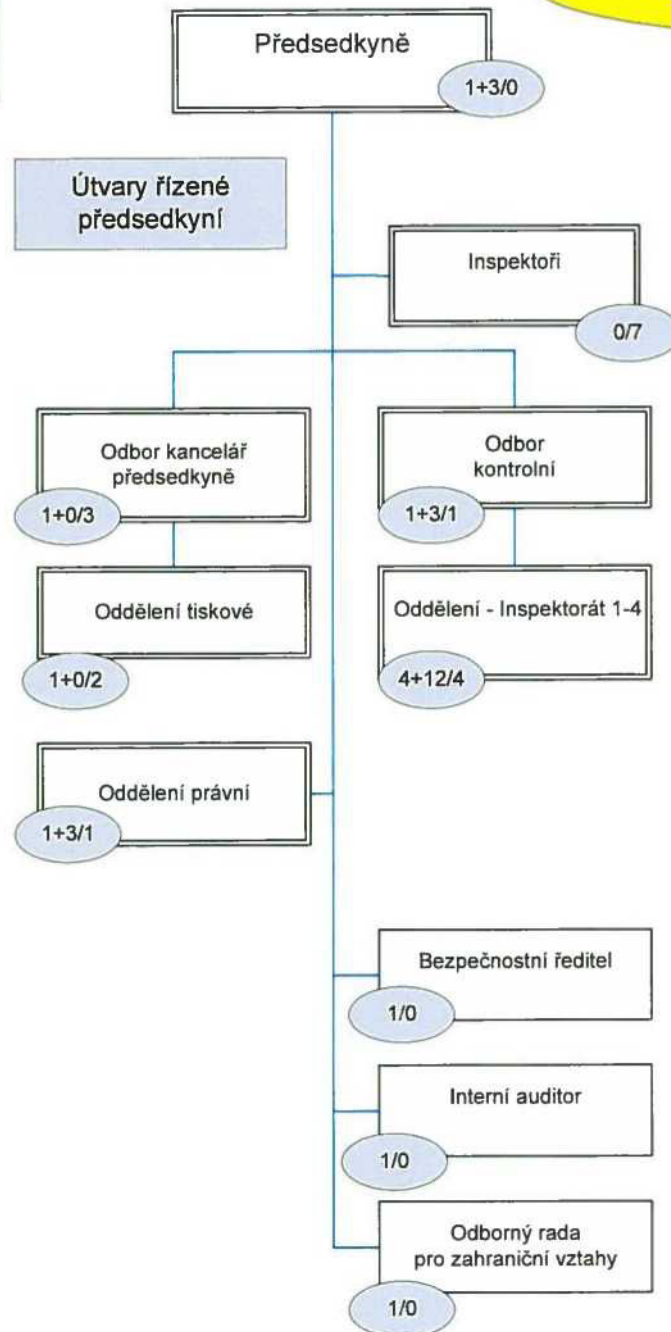 Předsedkyně
1+3/0
Útvary řízené
předsedkyní
Inspektoři
0/7
Odbor kancelář
předsedkyně
1+0/3
Odbor
kontrolní
1+3/1
Oddělení tiskové
1+0/2
Oddělení - Inspektorát 1-4
4+12/4
Oddělení právní
1+3/1
Bezpečnostní ředitel
1/0
Interní auditor
1/0
Odborný rada
pro zahraniční vztahy
1/0